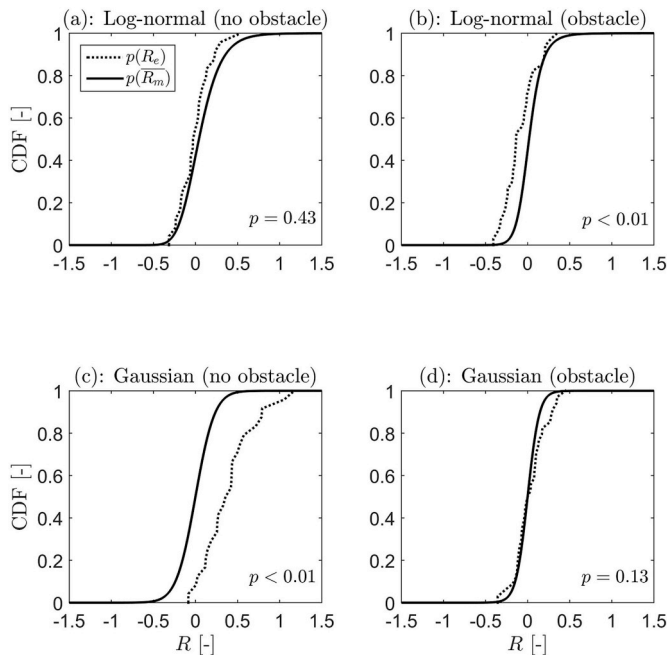 (a): Log-normal (no obstacle)
1
0.8
0.6
0.4
0.2
0
CDF [-]
p(R_e)
p(\overline{R_m})
p = 0.43
-1.5 -1 -0.5 0 0.5 1 1.5
(b): Log-normal (obstacle)
1
0.8
0.6
0.4
0.2
0
p < 0.01
-1.5 -1 -0.5 0 0.5 1 1.5
(c): Gaussian (no obstacle)
1
0.8
0.6
0.4
0.2
0
CDF [-]
p < 0.01
-1.5 -1 -0.5 0 0.5 1 1.5
R [-]
(d): Gaussian (obstacle)
1
0.8
0.6
0.4
0.2
0
p = 0.13
-1.5 -1 -0.5 0 0.5 1 1.5
R [-]